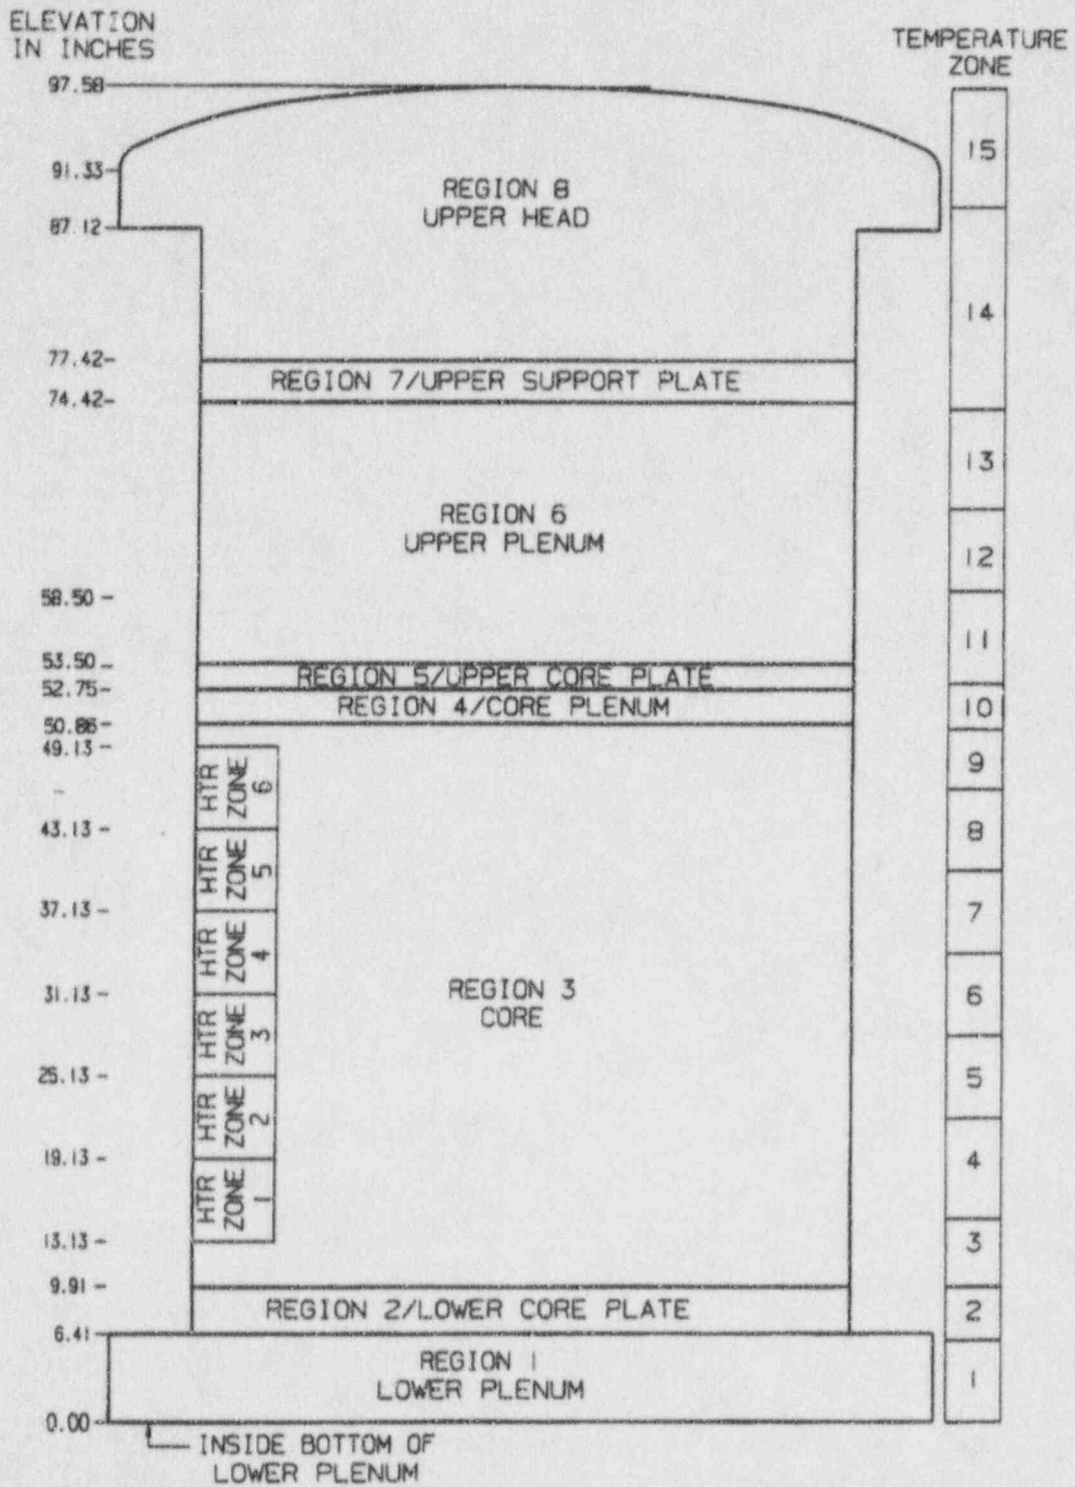 ELEVATION
IN INCHES
TEMPERATURE
ZONE
97.58
15
91.33
REGION 8
UPPER HEAD
87.12
14
77.42
REGION 7/UPPER SUPPORT PLATE
74.42
13
REGION 6
UPPER PLENUM
12
58.50
11
53.50
REGION 5/UPPER CORE PLATE
52.75
REGION 4/CORE PLENUM
10
50.86
49.13
9
HTR
ZONE
6
43.13
8
HTR
ZONE
5
37.13
7
HTR
ZONE
4
31.13
REGION 3
CORE
6
HTR
ZONE
3
25.13
5
HTR
ZONE
2
19.13
4
HTR
ZONE
1
13.13
3
9.91
REGION 2/LOWER CORE PLATE
2
6.41
REGION 1
LOWER PLENUM
1
0.00
INSIDE BOTTOM OF
LOWER PLENUM